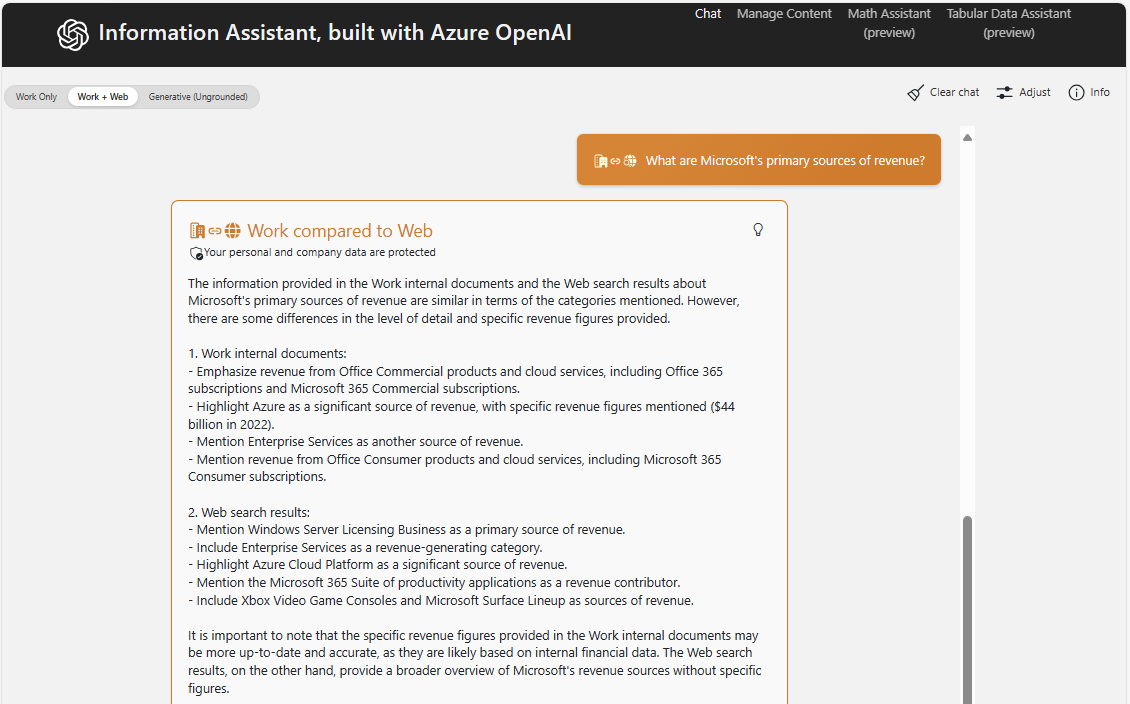 Information Assistant, built with Azure OpenAI
Chat
Manage Content
Math Assistant
(preview)
Tabular Data Assistant
(preview)
Work Only
Work + Web
Generative (Ungrounded)
Clear chat
Adjust
Info
What are Microsoft's primary sources of revenue?
Work compared to Web
Your personal and company data are protected
The information provided in the Work internal documents and the Web search results about
Microsoft's primary sources of revenue are similar in terms of the categories mentioned. However,
there are some differences in the level of detail and specific revenue figures provided.
1. Work internal documents:
- Emphasize revenue from Office Commercial products and cloud services, including Office 365
subscriptions and Microsoft 365 Commercial subscriptions.
- Highlight Azure as a significant source of revenue, with specific revenue figures mentioned ($44
billion in 2022).
- Mention Enterprise Services as another source of revenue.
- Mention revenue from Office Consumer products and cloud services, including Microsoft 365
Consumer subscriptions.
2. Web search results:
- Mention Windows Server Licensing Business as a primary source of revenue.
- Include Enterprise Services as a revenue-generating category.
- Highlight Azure Cloud Platform as a significant source of revenue.
- Mention the Microsoft 365 Suite of productivity applications as a revenue contributor.
- Include Xbox Video Game Consoles and Microsoft Surface Lineup as sources of revenue.
It is important to note that the specific revenue figures provided in the Work internal documents may
be more up-to-date and accurate, as they are likely based on internal financial data. The Web search
results, on the other hand, provide a broader overview of Microsoft's revenue sources without specific
figures.